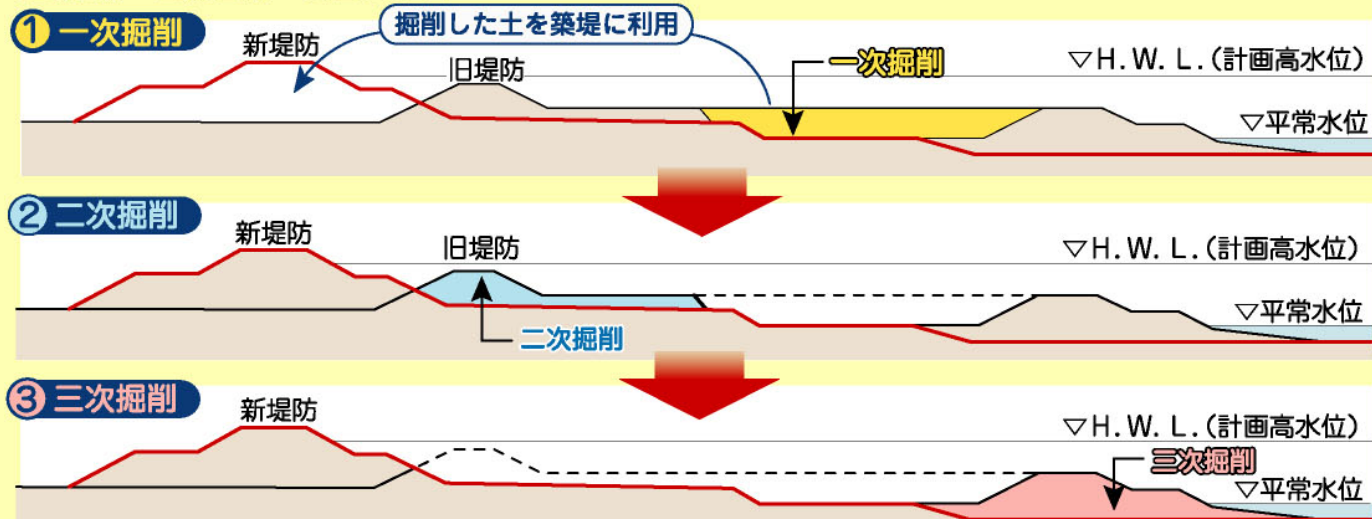 ① 一次掘削
掘削した土を築堤に利用
新堤防
旧堤防
一次掘削
▽H.W.L.(計画高水位)
▽平常水位
② 二次掘削
新堤防
旧堤防
二次掘削
▽H.W.L.(計画高水位)
▽平常水位
③ 三次掘削
新堤防
▽H.W.L.(計画高水位)
三次掘削
▽平常水位